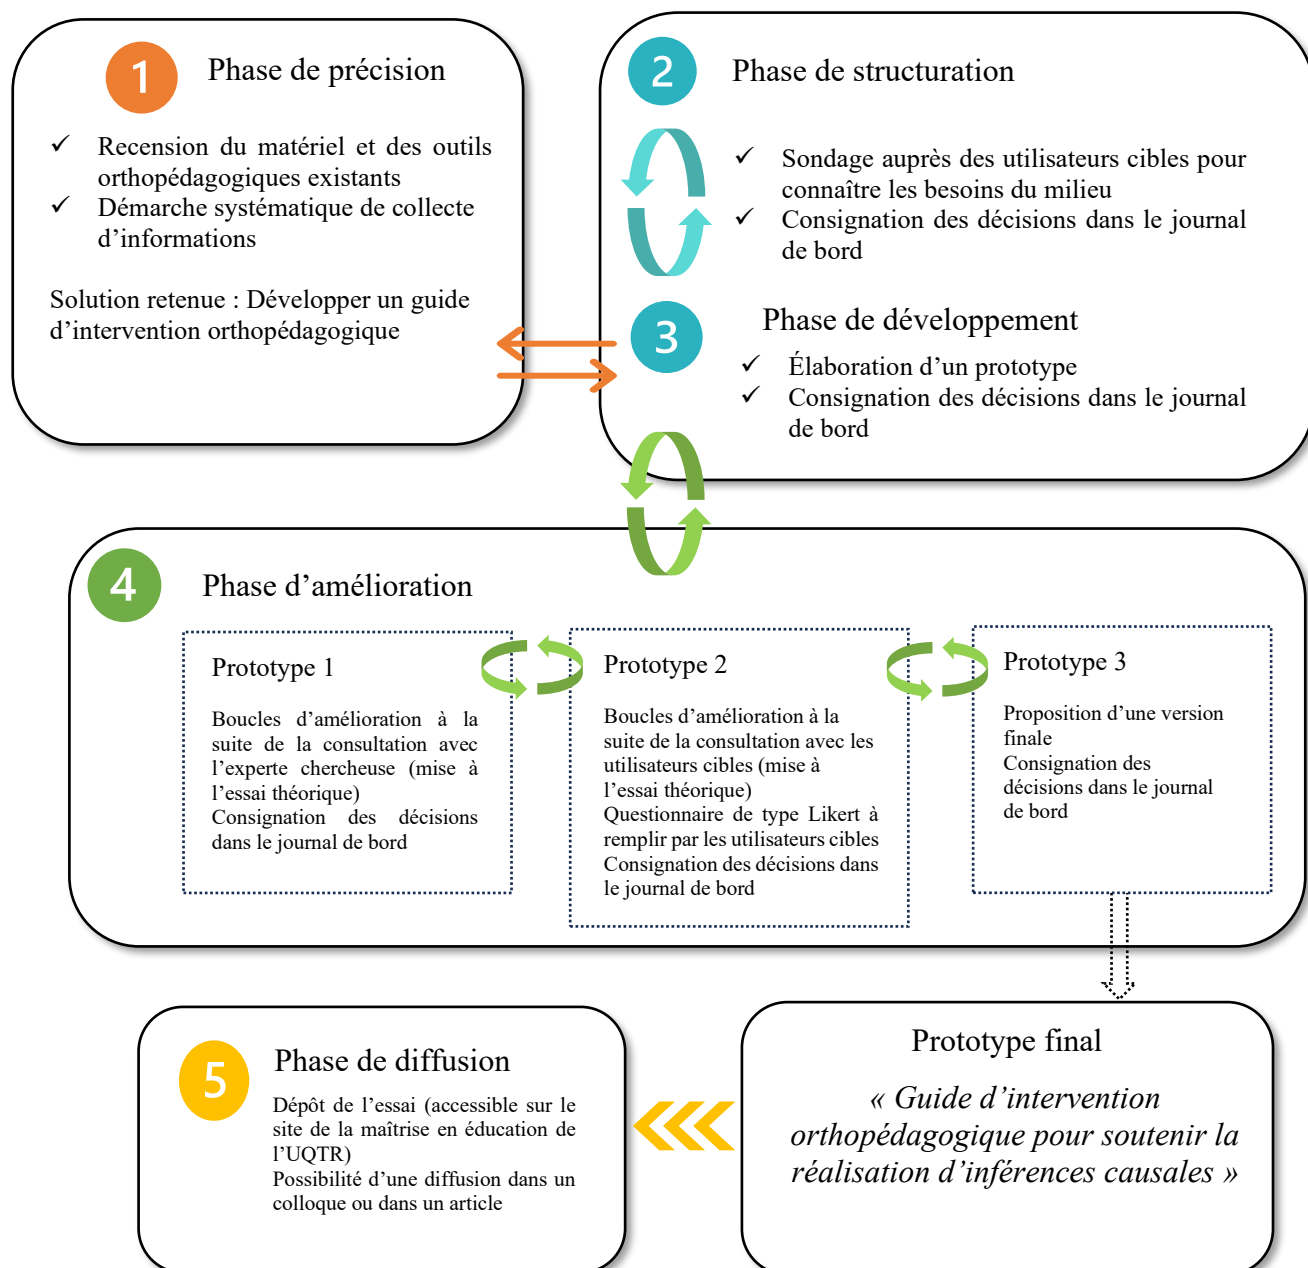 1
Phase de précision
✓ Recension du matériel et des outils
orthopédagogiques existants
✓ Démarche systématique de collecte
d’informations
Solution retenue : Développer un guide
d’intervention orthopédagogique
2
Phase de structuration
✓ Sondage auprès des utilisateurs cibles pour
connaître les besoins du milieu
✓ Consignation des décisions dans le journal
de bord
3
Phase de développement
✓ Élaboration d’un prototype
✓ Consignation des décisions dans le journal
de bord
4
Phase d’amélioration
Prototype 1
Boucles d’amélioration à la
suite de la consultation avec
l’experte chercheuse (mise à
l’essai théorique)
Consignation des décisions
dans le journal de bord
Prototype 2
Boucles d’amélioration à la
suite de la consultation avec les
utilisateurs cibles (mise à
l’essai théorique)
Questionnaire de type Likert à
remplir par les utilisateurs cibles
Consignation des décisions dans
le journal de bord
Prototype 3
Proposition d’une version
finale
Consignation des
décisions dans le journal
de bord
5
Phase de diffusion
Dépôt de l’essai (accessible sur le
site de la maîtrise en éducation de
l’UQTR)
Possibilité d’une diffusion dans un
colloque ou dans un article
Prototype final
« Guide d’intervention
orthopédagogique pour soutenir la
réalisation d’inférences causales »